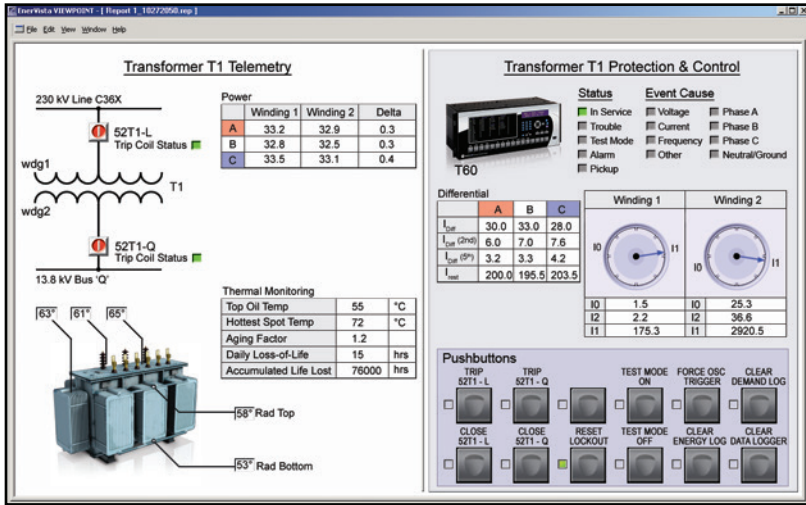 EnerVista VIEWPOINT - [ Report 1_10272050.rep ]
File Edit View Window Help
Transformer T1 Telemetry
230 kV Line C36X
52T1-L
Trip Coil Status
wdg1
T1
wdg2
52T1-Q
Trip Coil Status
13.8 kV Bus 'Q'
Power
Winding 1 Winding 2 Delta
A 33.2 32.9 0.3
B 32.8 32.5 0.3
C 33.5 33.1 0.4
Thermal Monitoring
Top Oil Temp 55 °C
Hottest Spot Temp 72 °C
Aging Factor 1.2
Daily Loss-of-Life 15 hrs
Accumulated Life Lost 76000 hrs
63° 61° 65°
58° Rad Top
53° Rad Bottom
Transformer T1 Protection & Control
T60
Status
In Service
Trouble
Test Mode
Alarm
Pickup
Event Cause
Voltage Phase A
Current Phase B
Frequency Phase C
Other Neutral/Ground
Differential
A B C
IDiff 30.0 33.0 28.0
IDiff (2nd) 6.0 7.0 7.6
IDiff (5th) 3.2 3.3 4.2
Irest 200.0 195.5 203.5
Winding 1 Winding 2
I0 I1 I0 I1
I0 1.5 I0 25.3
I2 2.2 I2 36.6
I1 175.3 I1 2920.5
Pushbuttons
TRIP 52T1 - L
TRIP 52T1 - Q
TEST MODE ON
FORCE OSC TRIGGER
CLEAR DEMAND LOG
CLOSE 52T1 - L
CLOSE 52T1 - Q
RESET LOCKOUT
TEST MODE OFF
CLEAR ENERGY LOG
CLEAR DATA LOGGER